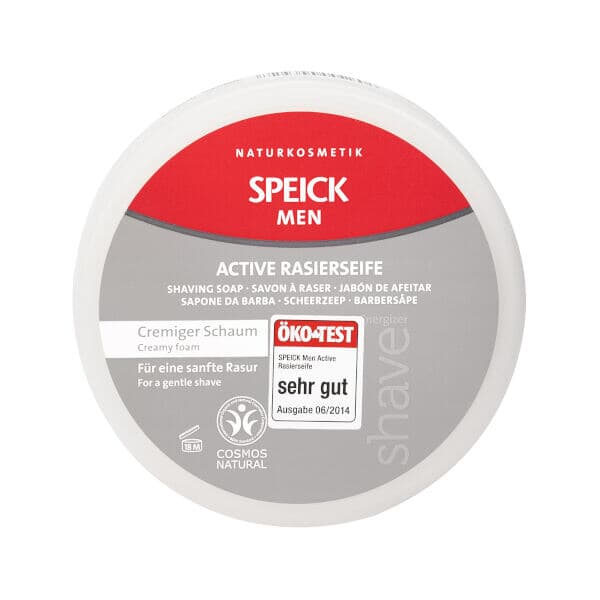 NATURKOSMETIK
SPEICK
MEN
ACTIVE RASIERSEIFE
SHAVING SOAP · SAVON À RASER · JABÓN DE AFEITAR
SAPONE DA BARBA · SCHEERZEEP · BARBERSÅPE
Cremiger Schaum
Creamy foam
Für eine sanfte Rasur
For a gentle shave
energizer
shave
ÖKO-TEST
SPEICK Men Active
Rasierseife
sehr gut
Ausgabe 06/2014
18 M
COSMOS
NATURAL